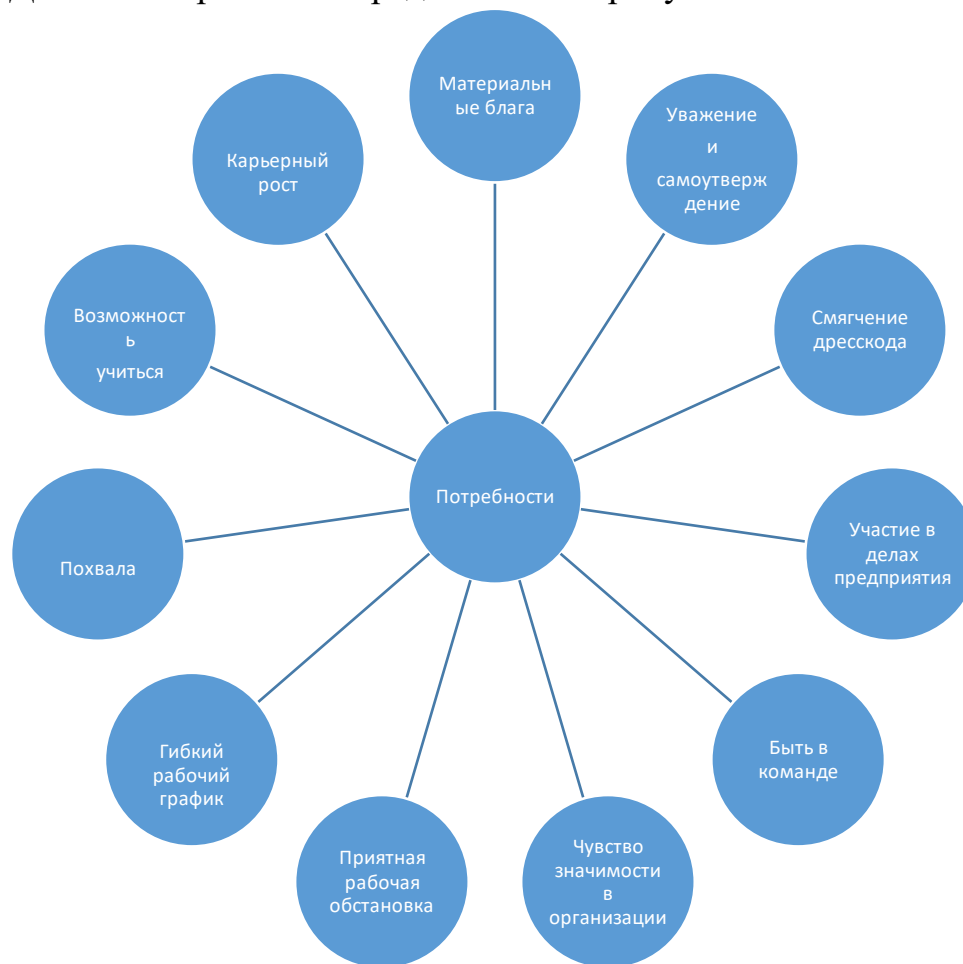 Материальн
ые блага
Уважение
и
самоутверж
дение
Смягчение
дресскода
Участие в
делах
предприятия
Быть в
команде
Чувство
значимости
в
организации
Приятная
рабочая
обстановка
Гибкий
рабочий
график
Похвала
Возможност
ь
учиться
Карьерный
рост
Потребности